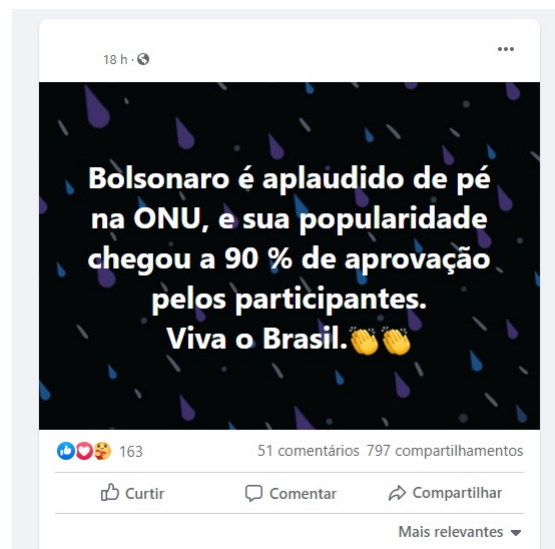 18 h ·
Bolsonaro é aplaudido de pé
na ONU, e sua popularidade
chegou a 90 % de aprovação
pelos participantes.
Viva o Brasil.👏👏
163 51 comentários 797 compartilhamentos
Curtir Comentar Compartilhar
Mais relevantes